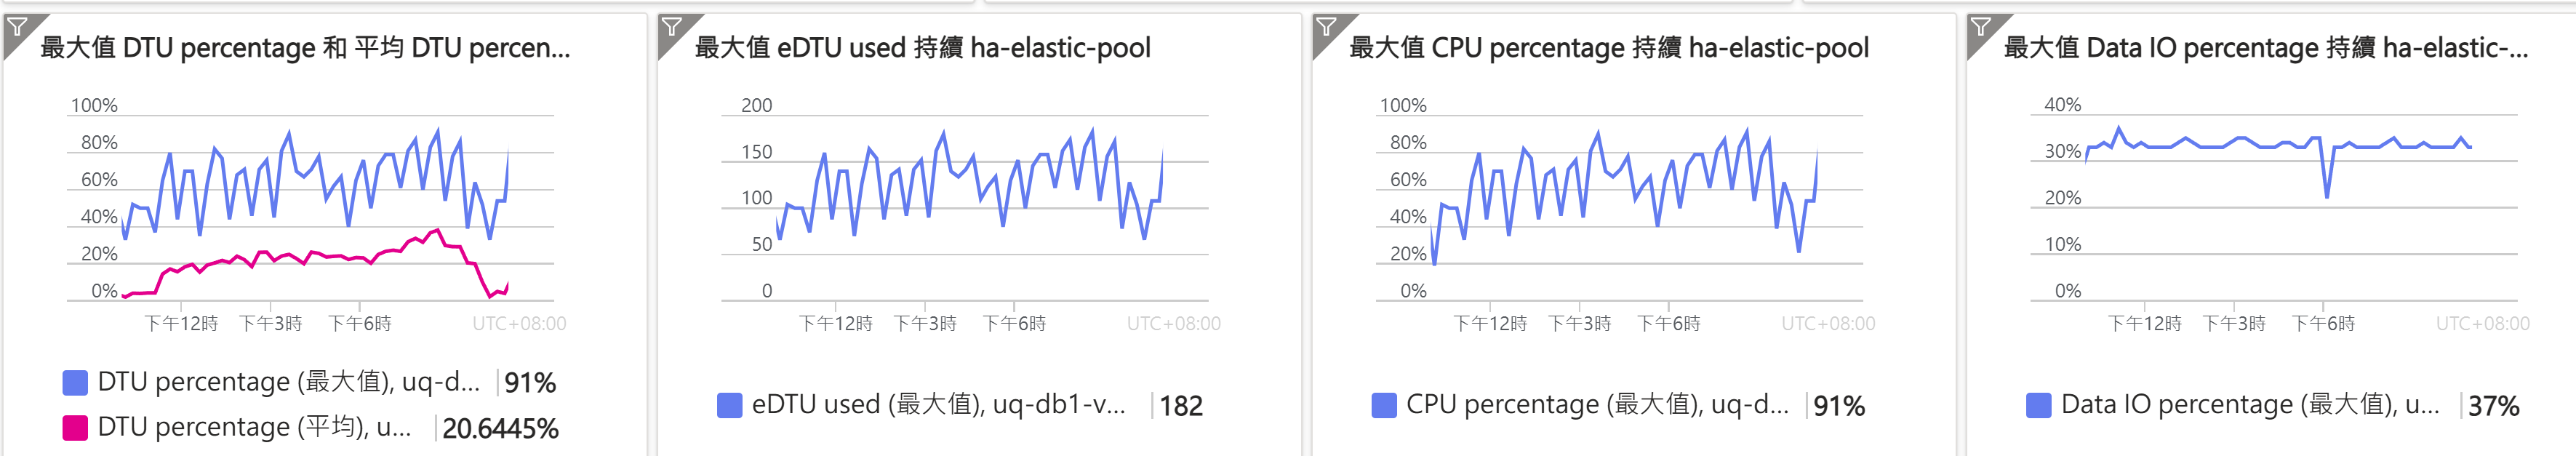 最大值 DTU percentage 和 平均 DTU percen...
100%
80%
60%
40%
20%
0%
下午12時 下午3時 下午6時 UTC+08:00
DTU percentage (最大值), uq-d... 91%
DTU percentage (平均), u... 20.6445%
最大值 eDTU used 持續 ha-elastic-pool
200
150
100
50
0
下午12時 下午3時 下午6時 UTC+08:00
eDTU used (最大值), uq-db1-v... 182
最大值 CPU percentage 持續 ha-elastic-pool
100%
80%
60%
40%
20%
0%
下午12時 下午3時 下午6時 UTC+08:00
CPU percentage (最大值), uq-d... 91%
最大值 Data IO percentage 持續 ha-elastic-...
40%
30%
20%
10%
0%
下午12時 下午3時 下午6時 UTC+08:00
Data IO percentage (最大值), u... 37%